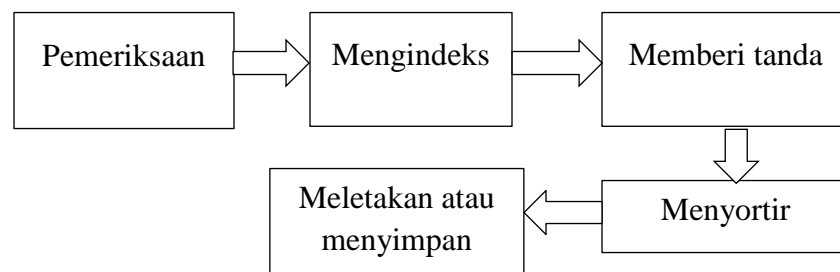 Pemeriksaan
Mengindeks
Memberi tanda
Menyortir
Meletakan atau
menyimpan